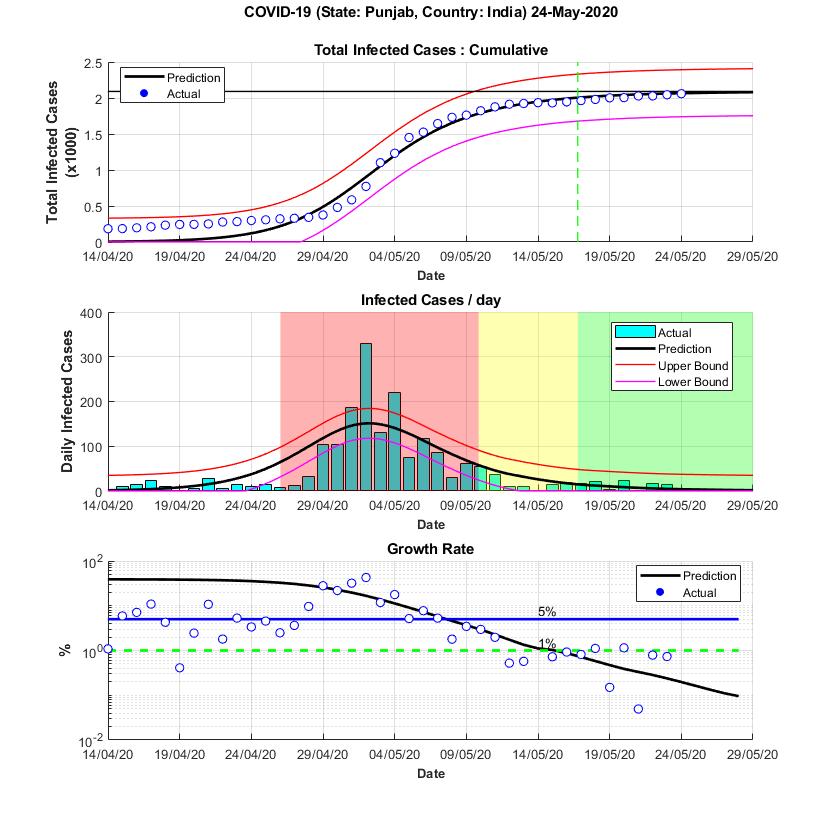 COVID-19 (State: Punjab, Country: India) 24-May-2020
Total Infected Cases : Cumulative
Total Infected Cases
(x1000)
2.5
2
1.5
1
0.5
0
Prediction
Actual
14/04/20 19/04/20 24/04/20 29/04/20 04/05/20 09/05/20 14/05/20 19/05/20 24/05/20 29/05/20
Date
Infected Cases / day
Daily Infected Cases
400
300
200
100
0
Actual
Prediction
Upper Bound
Lower Bound
14/04/20 19/04/20 24/04/20 29/04/20 04/05/20 09/05/20 14/05/20 19/05/20 24/05/20 29/05/20
Date
Growth Rate
%
10²
10⁰
10⁻²
Prediction
Actual
5%
1%
14/04/20 19/04/20 24/04/20 29/04/20 04/05/20 09/05/20 14/05/20 19/05/20 24/05/20 29/05/20
Date